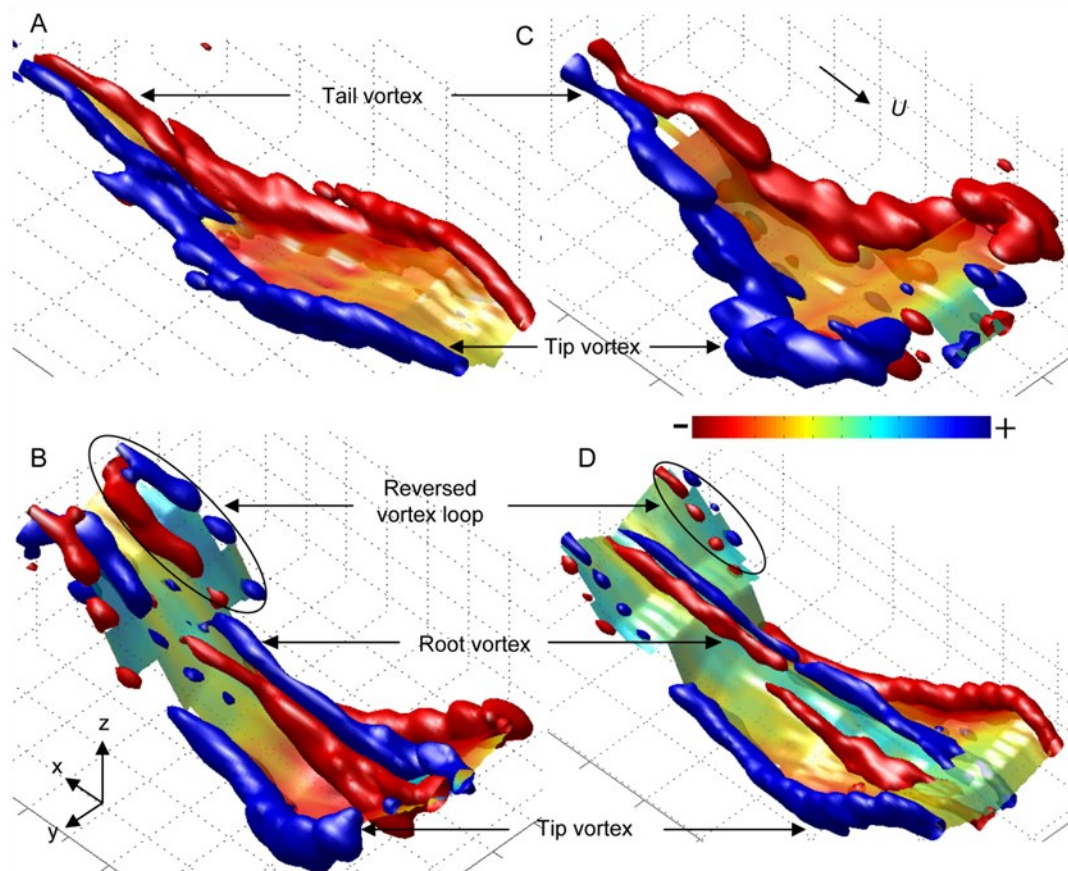 A
C
Tail vortex
U
Tip vortex
- +
B
D
Reversed
vortex loop
Root vortex
z
x
y
Tip vortex